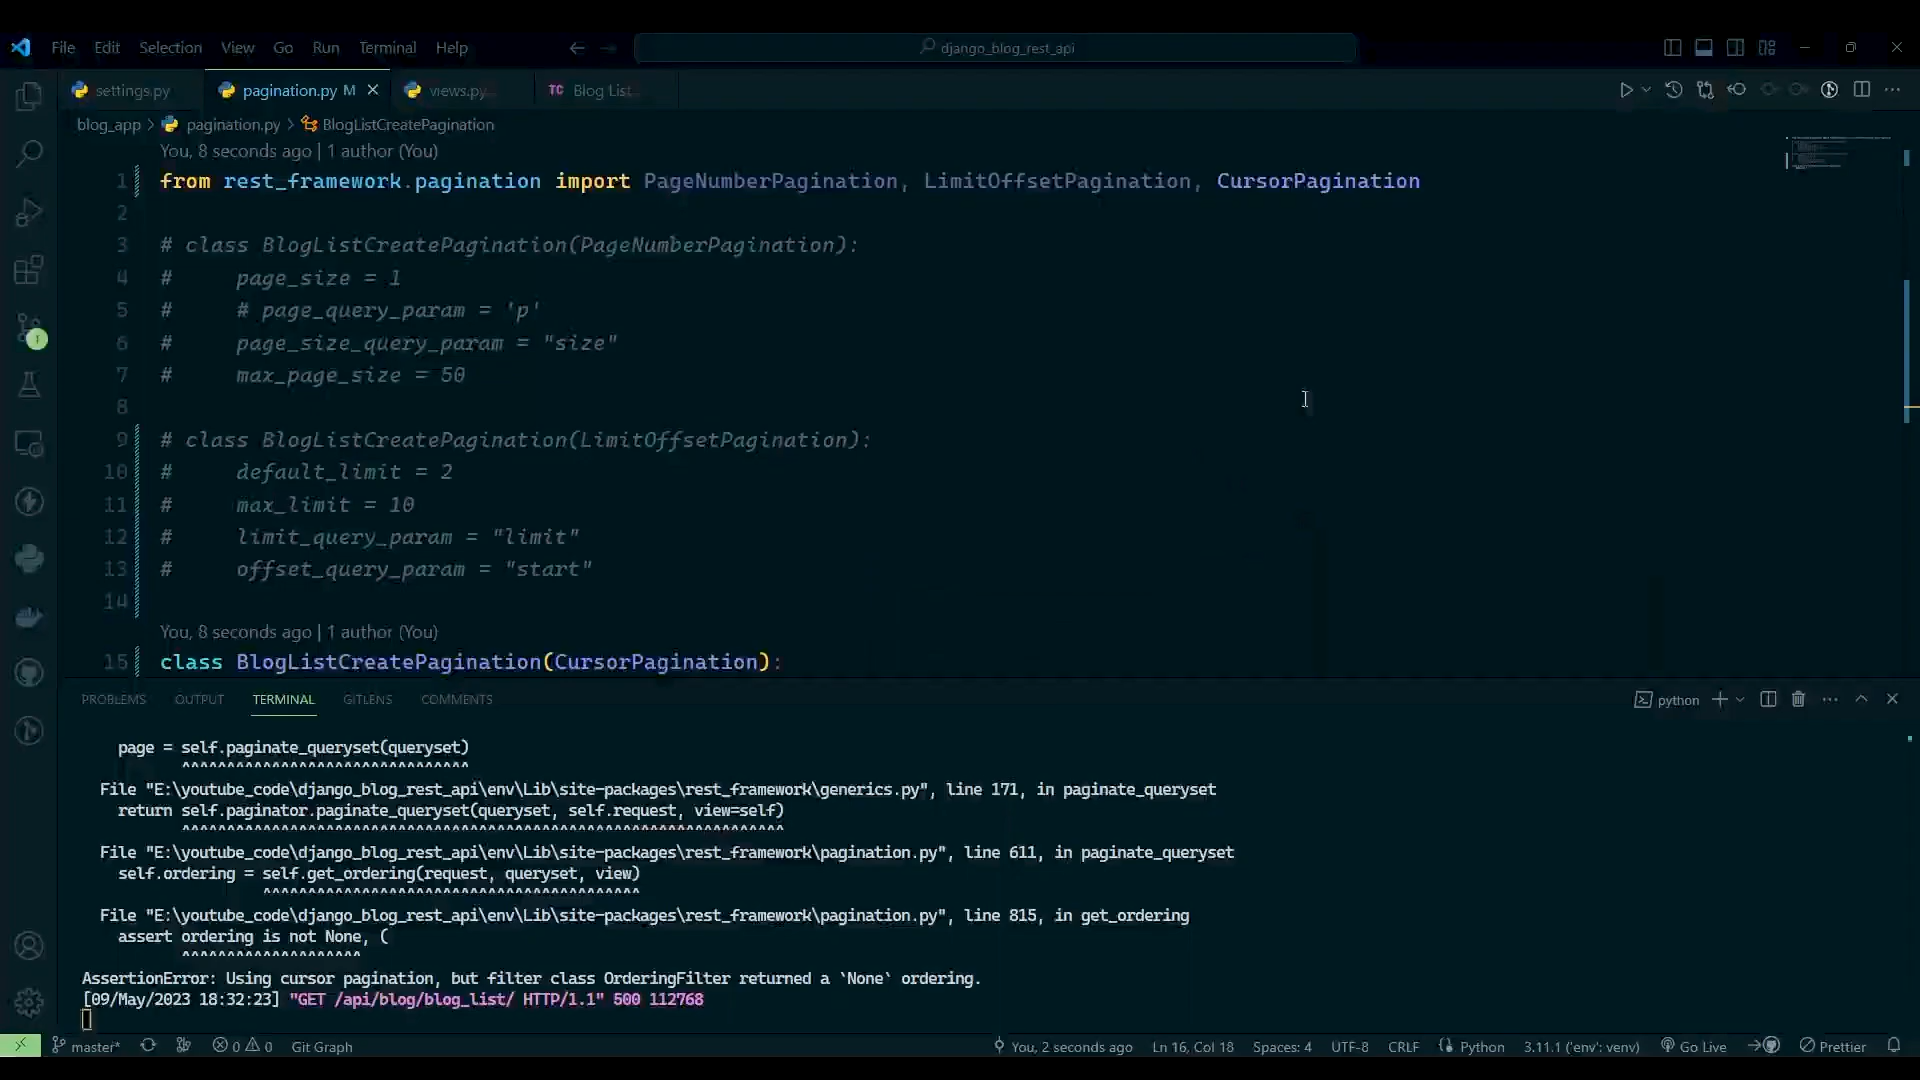 File Edit Selection View Go Run Terminal Help
django_blog_rest_api
settings.py pagination.py M views.py TC Blog List
blog_app > pagination.py > BlogListCreatePagination
You, 8 seconds ago | 1 author (You)
1 from rest_framework.pagination import PageNumberPagination, LimitOffsetPagination, CursorPagination
2
3 # class BlogListCreatePagination(PageNumberPagination):
4 #     page_size = 1
5 #     # page_query_param = 'p'
6 #     page_size_query_param = "size"
7 #     max_page_size = 50
8
9 # class BlogListCreatePagination(LimitOffsetPagination):
10 #     default_limit = 2
11 #     max_limit = 10
12 #     limit_query_param = "limit"
13 #     offset_query_param = "start"
14
You, 8 seconds ago | 1 author (You)
15 class BlogListCreatePagination(CursorPagination):
PROBLEMS OUTPUT TERMINAL GITLENS COMMENTS python
page = self.paginate_queryset(queryset)
^^^^^^^^^^^^^^^^^^^^^^^^^^^^^^^^
File "E:\youtube_code\django_blog_rest_api\env\Lib\site-packages\rest_framework\generics.py", line 171, in paginate_queryset
return self.paginator.paginate_queryset(queryset, self.request, view=self)
^^^^^^^^^^^^^^^^^^^^^^^^^^^^^^^^^^^^^^^^^^^^^^^^^^^^^^^^^^^^^^^^^^^
File "E:\youtube_code\django_blog_rest_api\env\Lib\site-packages\rest_framework\pagination.py", line 611, in paginate_queryset
self.ordering = self.get_ordering(request, queryset, view)
^^^^^^^^^^^^^^^^^^^^^^^^^^^^^^^^^^^^^^^^^^
File "E:\youtube_code\django_blog_rest_api\env\Lib\site-packages\rest_framework\pagination.py", line 815, in get_ordering
assert ordering is not None, (
^^^^^^^^^^^^^^^^^^^^
AssertionError: Using cursor pagination, but filter class OrderingFilter returned a `None` ordering.
[09/May/2023 18:32:23] "GET /api/blog/blog_list/ HTTP/1.1" 500 112768
master* 0 0 Git Graph You, 2 seconds ago Ln 16, Col 18 Spaces: 4 UTF-8 CRLF Python 3.11.1 ('env': venv) Go Live Prettier